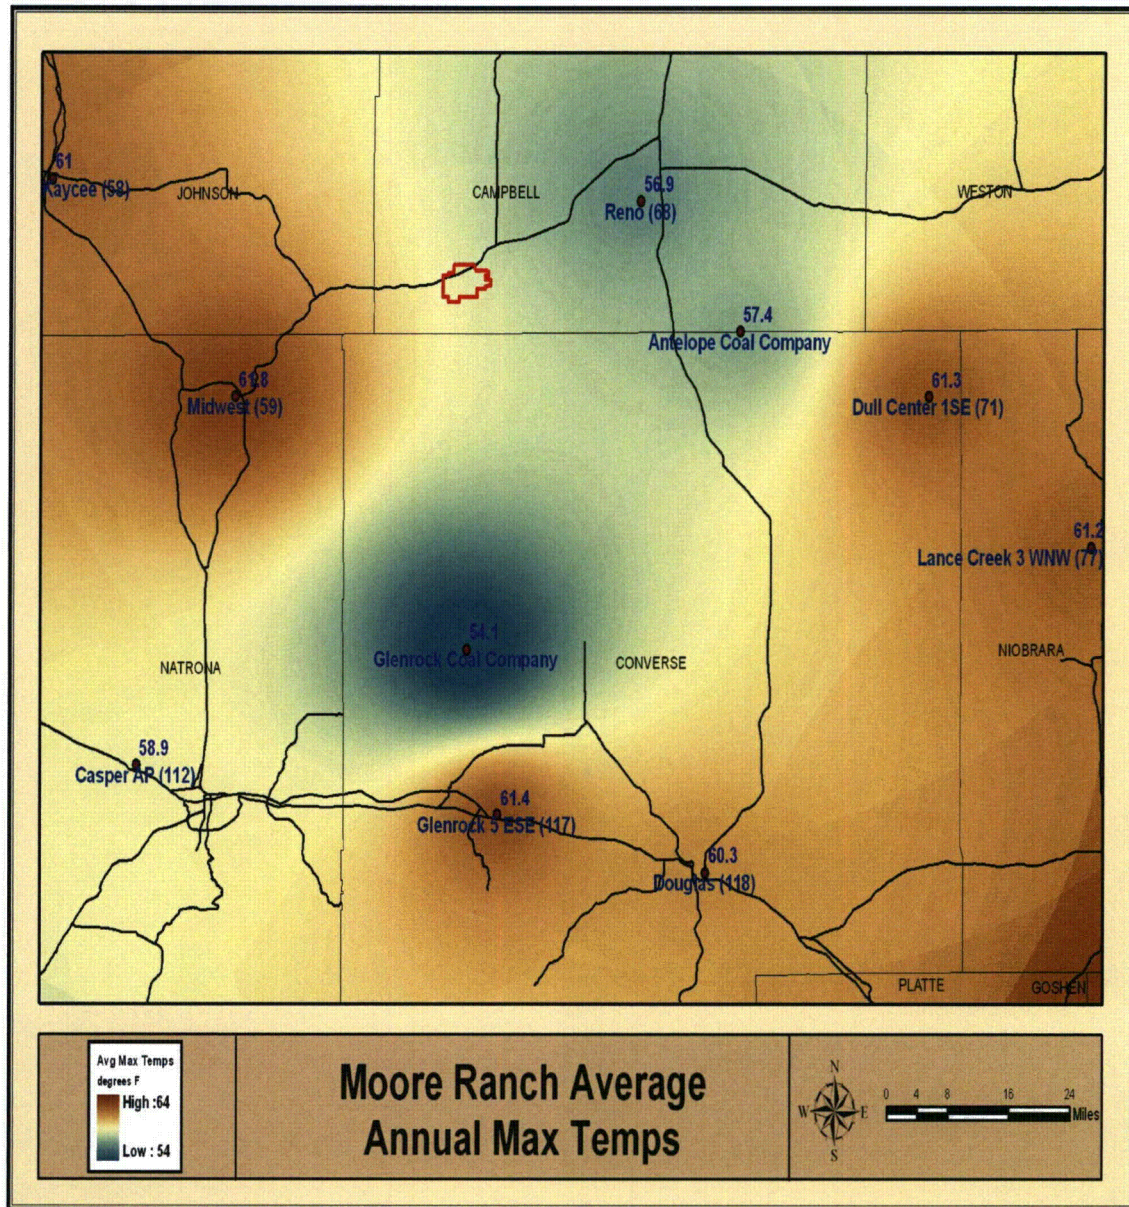 61
Kaycee (58)
JOHNSON
CAMPBELL
56.9
Reno (68)
WESTON
57.4
Antelope Coal Company
61.8
Midwest (59)
61.3
Dull Center 1SE (71)
61.2
Lance Creek 3 WNW (77)
54.1
Glenrock Coal Company
NATRONA
CONVERSE
NIOBRARA
58.9
Casper AP (112)
61.4
Glenrock 5 ESE (117)
60.3
Douglas (118)
PLATTE
GOSHEN
Avg Max Temps
degrees F
High :64
Low : 54
Moore Ranch Average
Annual Max Temps
N
W E
S
0 4 8 16 24
Miles